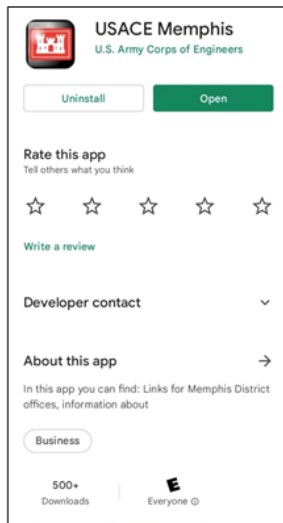 USACE Memphis
U.S. Army Corps of Engineers
Uninstall
Open
Rate this app
Tell others what you think
Write a review
Developer contact
About this app
In this app you can find: Links for Memphis District
offices, information about
Business
500+
Downloads
E
Everyone